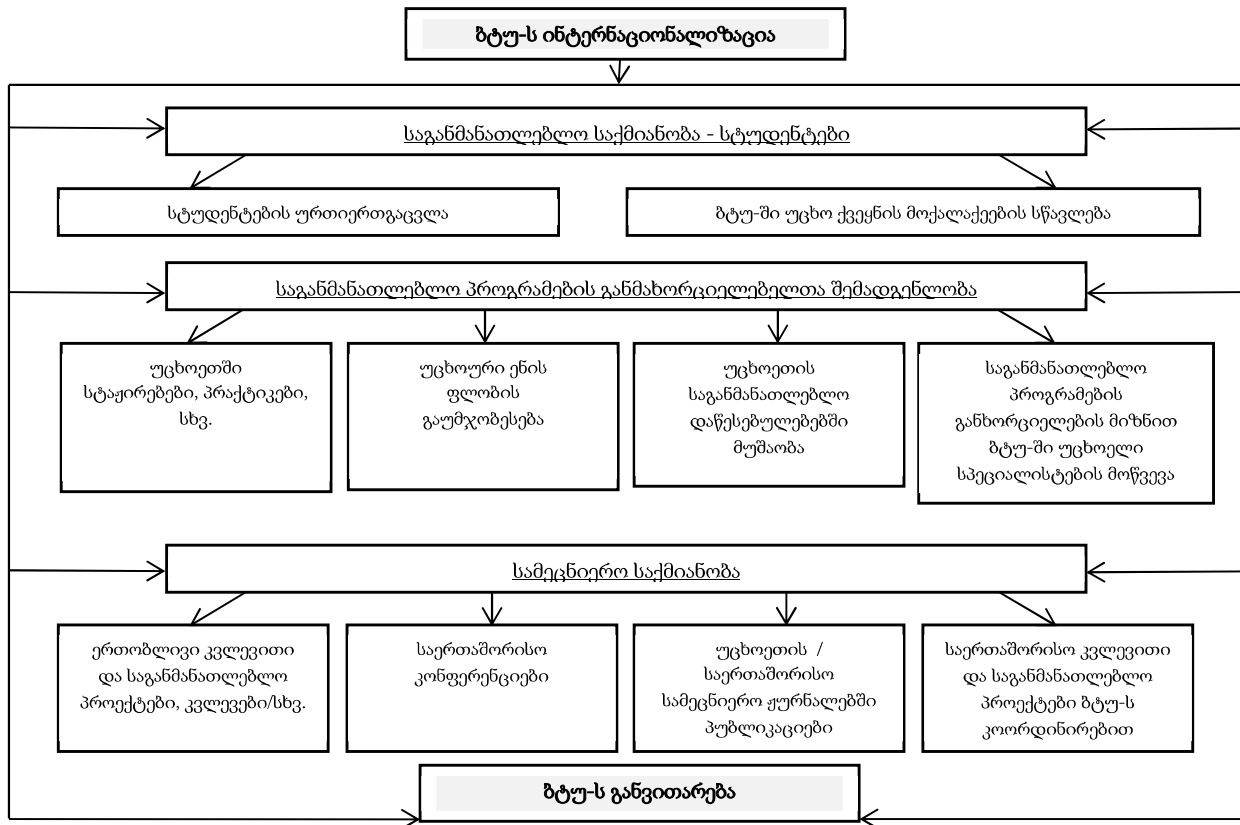 ბტუ-ს ინტერნაციონალიზაცია
საგანმანათლებლო საქმიანობა - სტუდენტები
სტუდენტების ურთიერთგაცვლა
ბტუ-ში უცხო ქვეყნის მოქალაქეების სწავლება
საგანმანათლებლო პროგრამების განმახორციელებელთა შემადგენლობა
უცხოეთში
სტაჟირებები, პრაქტიკები,
სხვ.
უცხოური ენის
ფლობის
გაუმჯობესება
უცხოეთის
საგანმანათლებლო
დაწესებულებებში
მუშაობა
საგანმანათლებლო
პროგრამების
განხორციელების მიზნით
ბტუ-ში უცხოელი
სპეციალისტების მოწვევა
სამეცნიერო საქმიანობა
ერთობლივი კვლევითი
და საგანმანათლებლო
პროექტები, კვლევები/სხვ.
საერთაშორისო
კონფერენციები
უცხოეთის /
საერთაშორისო
სამეცნიერო ჟურნალებში
პუბლიკაციები
საერთაშორისო კვლევითი
და საგანმანათლებლო
პროექტები ბტუ-ს
კოორდინირებით
ბტუ-ს განვითარება